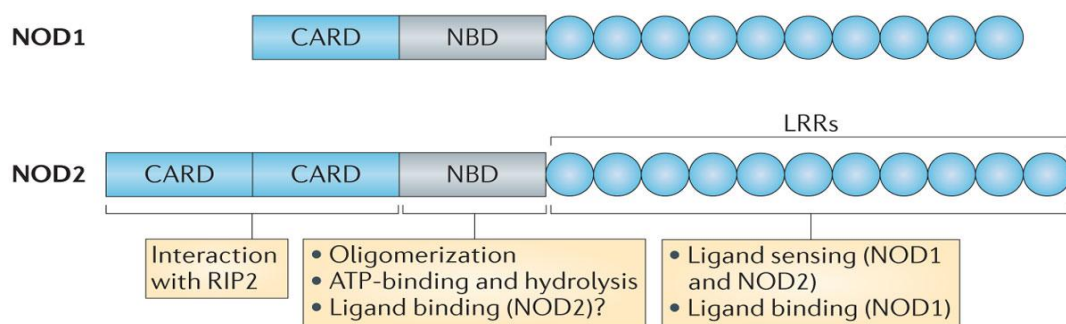 NOD1
CARD NBD
LRRs
NOD2
CARD CARD NBD
Interaction
with RIP2
• Oligomerization
• ATP-binding and hydrolysis
• Ligand binding (NOD2)?
• Ligand sensing (NOD1
and NOD2)
• Ligand binding (NOD1)